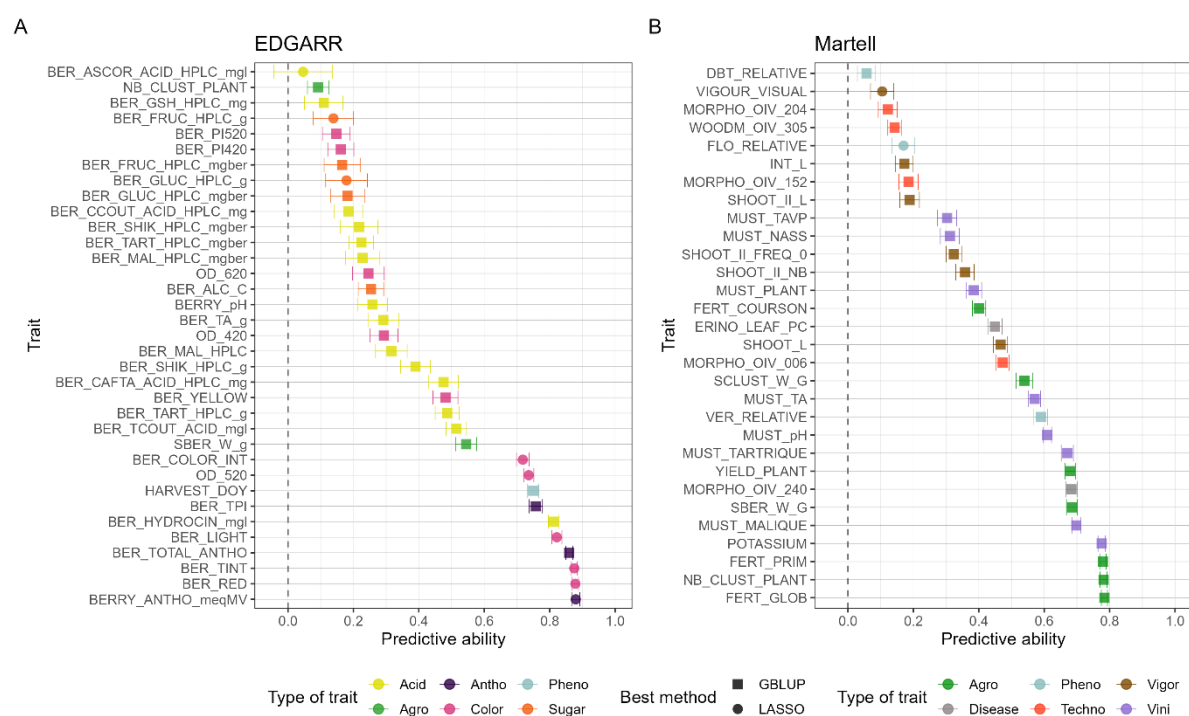 A
EDGARR
BER_ASCOR_ACID_HPLC_mgl
NB_CLUST_PLANT
BER_GSH_HPLC_mg
BER_FRUC_HPLC_g
BER_PI520
BER_PI420
BER_FRUC_HPLC_mgber
BER_GLUC_HPLC_g
BER_GLUC_HPLC_mgber
BER_CCOUT_ACID_HPLC_mg
BER_SHIK_HPLC_mgber
BER_TART_HPLC_mgber
BER_MAL_HPLC_mgber
OD_620
BER_ALC_C
BERRY_pH
BER_TA_g
OD_420
BER_MAL_HPLC
BER_SHIK_HPLC_g
BER_CAFTA_ACID_HPLC_mg
BER_YELLOW
BER_TART_HPLC_g
BER_TCOUT_ACID_mgl
SBER_W_g
BER_COLOR_INT
OD_520
HARVEST_DOY
BER_TPI
BER_HYDROCIN_mgl
BER_LIGHT
BER_TOTAL_ANTHO
BER_TINT
BER_RED
BERRY_ANTHO_meqMV
Trait
0.0 0.2 0.4 0.6 0.8 1.0
Predictive ability
B
Martell
DBT_RELATIVE
VIGOUR_VISUAL
MORPHO_OIV_204
WOODM_OIV_305
FLO_RELATIVE
INT_L
MORPHO_OIV_152
SHOOT_II_L
MUST_TAVP
MUST_NASS
SHOOT_II_FREQ_0
SHOOT_II_NB
MUST_PLANT
FERT_COURSON
ERINO_LEAF_PC
SHOOT_L
MORPHO_OIV_006
SCLUST_W_G
MUST_TA
VER_RELATIVE
MUST_pH
MUST_TARTRIQUE
YIELD_PLANT
MORPHO_OIV_240
SBER_W_G
MUST_MALIQUE
POTASSIUM
FERT_PRIM
NB_CLUST_PLANT
FERT_GLOB
Trait
0.0 0.2 0.4 0.6 0.8 1.0
Predictive ability
Type of trait
Acid Antho Pheno
Agro Color Sugar
Best method
GBLUP
LASSO
Type of trait
Agro Pheno Vigor
Disease Techno Vini